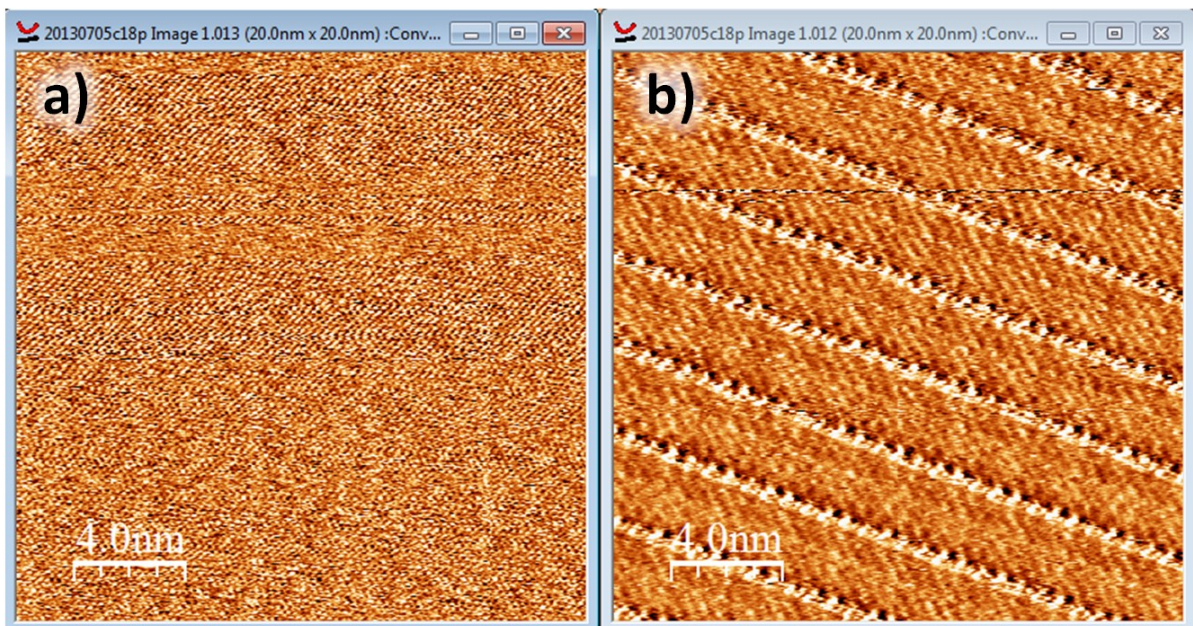 20130705c18p Image 1.013 (20.0nm x 20.0nm) :Conv...
20130705c18p Image 1.012 (20.0nm x 20.0nm) :Conv...
a)
b)
4.0nm
4.0nm